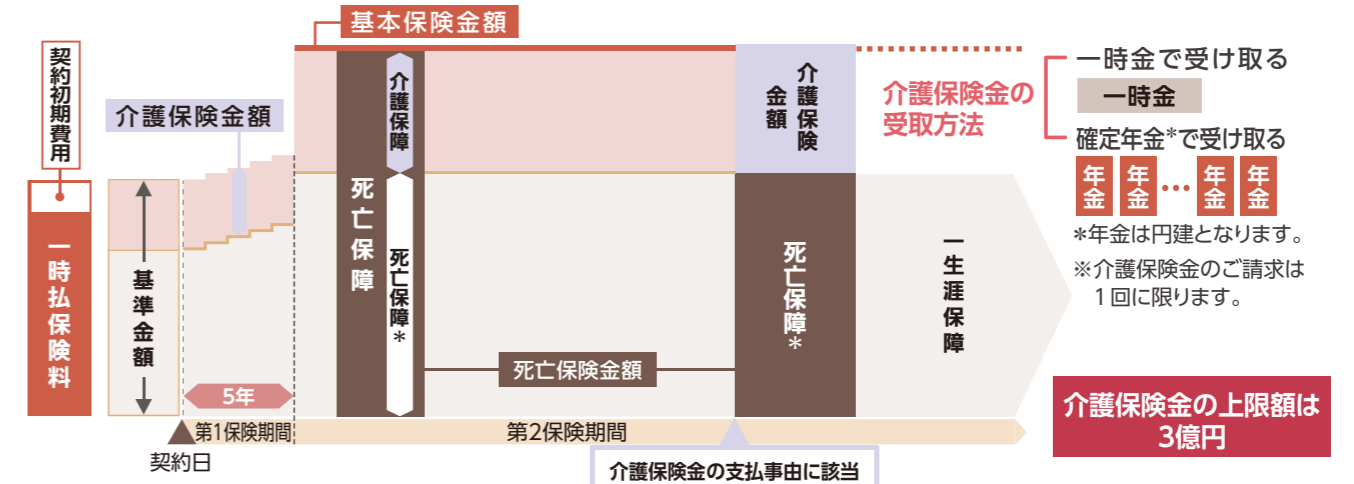 基本保険金額
契約初期費用
介護保険金額
一時払保険料
基準金額
5年
第1保険期間
契約日
死亡保障
介護保障
死亡保障*
死亡保険金額
第2保険期間
介護保険
金額
死亡保障*
介護保険金の支払事由に該当
一生涯保障
介護保険金の
受取方法
一時金で受け取る
一時金
確定年金*で受け取る
年金 年金 … 年金 年金
*年金は円建となります。
※介護保険金のご請求は
1回に限ります。
介護保険金の上限額は
3億円